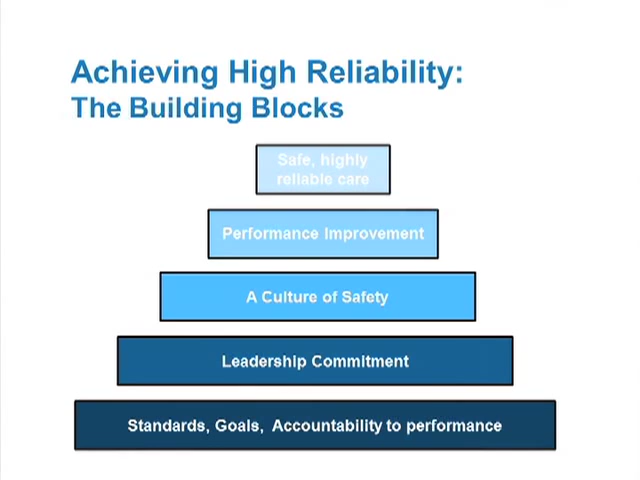 Achieving High Reliability:
The Building Blocks
Safe, highly
reliable care
Performance Improvement
A Culture of Safety
Leadership Commitment
Standards, Goals, Accountability to performance